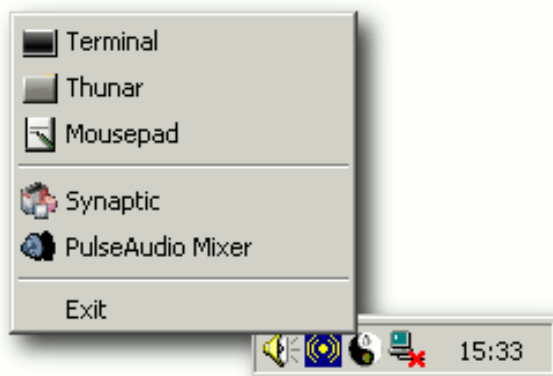 Terminal
Thunar
Mousepad
Synaptic
PulseAudio Mixer
Exit
15:33